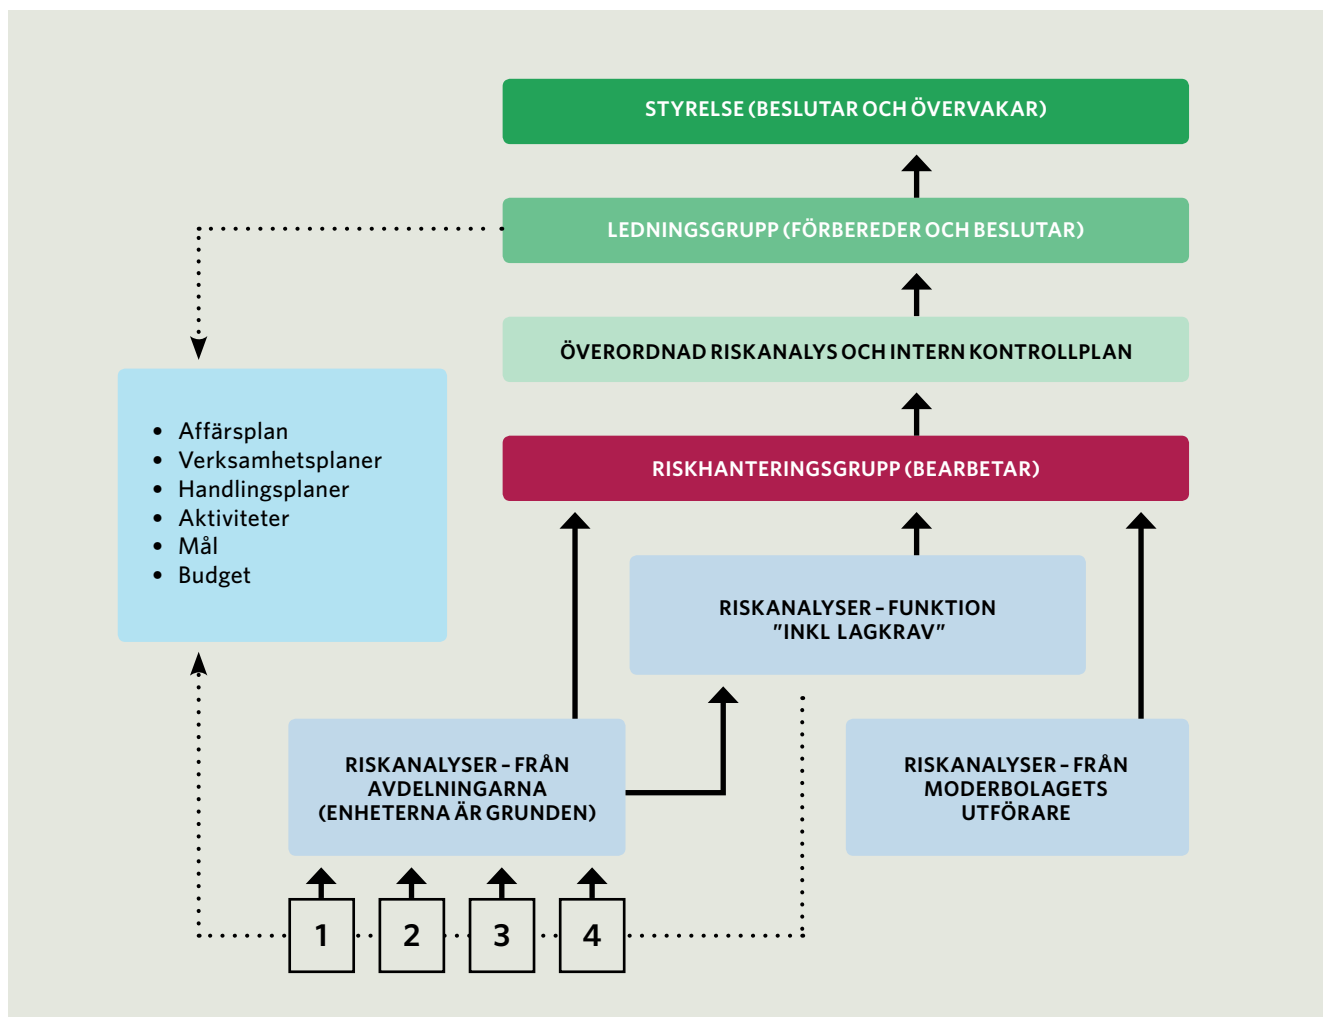 STYRELSE (BESLUTAR OCH ÖVERVAKAR)
LEDNINGSGRUPP (FÖRBEREDER OCH BESLUTAR)
ÖVERORDNAD RISKANALYS OCH INTERN KONTROLLPLAN
• Affärsplan
• Verksamhetsplaner
• Handlingsplaner
• Aktiviteter
• Mål
• Budget
RISKHANTERINGSGRUPP (BEARBETAR)
RISKANALYSER – FUNKTION
”INKL LAGKRAV”
RISKANALYSER – FRÅN
AVDELNINGARNA
(ENHETERNA ÄR GRUNDEN)
RISKANALYSER – FRÅN
MODERBOLAGETS
UTFÖRARE
1 2 3 4